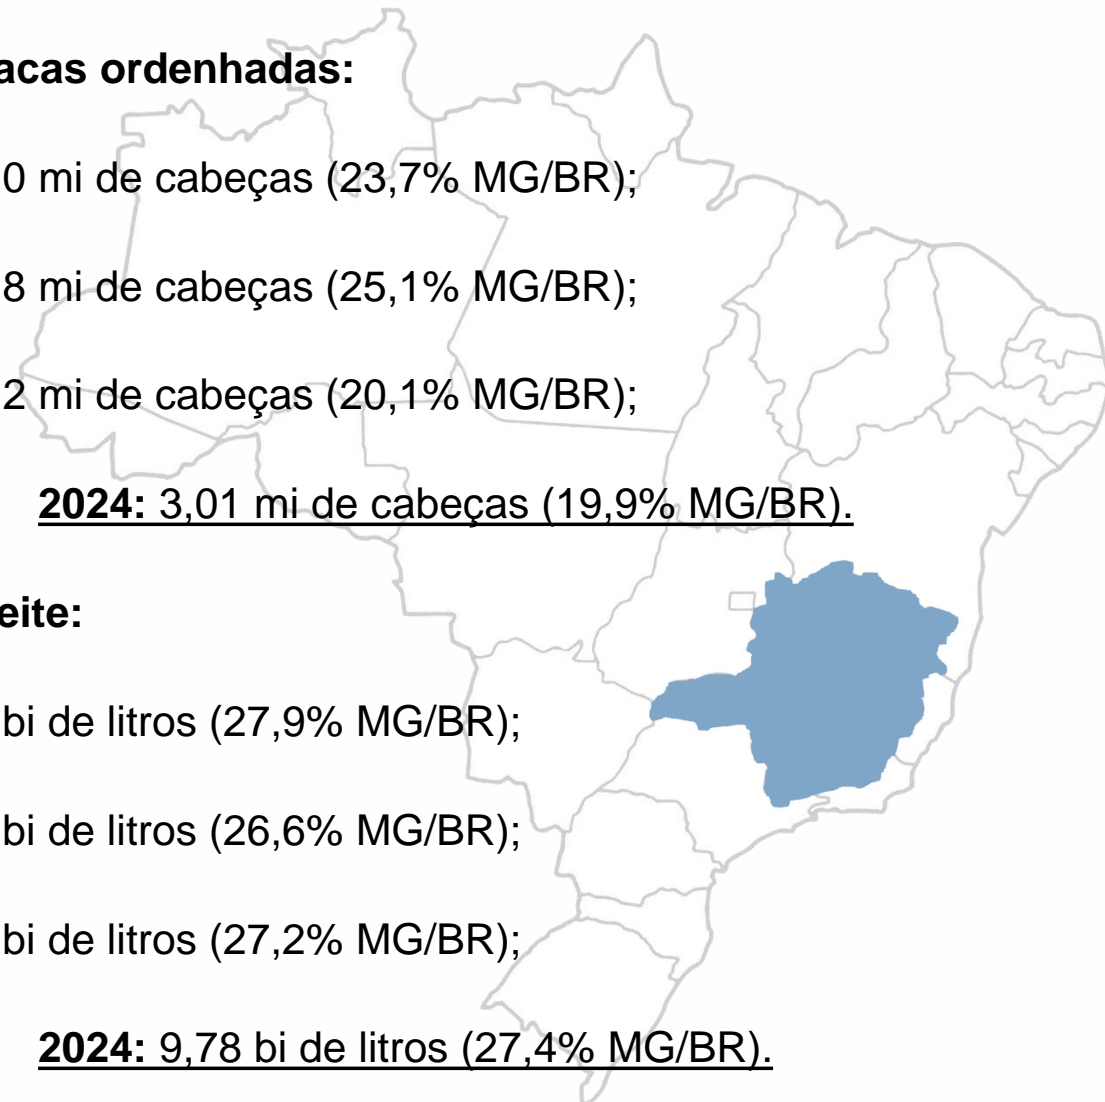 acas ordenhadas:
0 mi de cabeças (23,7% MG/BR);
8 mi de cabeças (25,1% MG/BR);
2 mi de cabeças (20,1% MG/BR);
2024: 3,01 mi de cabeças (19,9% MG/BR).
eite:
bi de litros (27,9% MG/BR);
bi de litros (26,6% MG/BR);
bi de litros (27,2% MG/BR);
2024: 9,78 bi de litros (27,4% MG/BR).